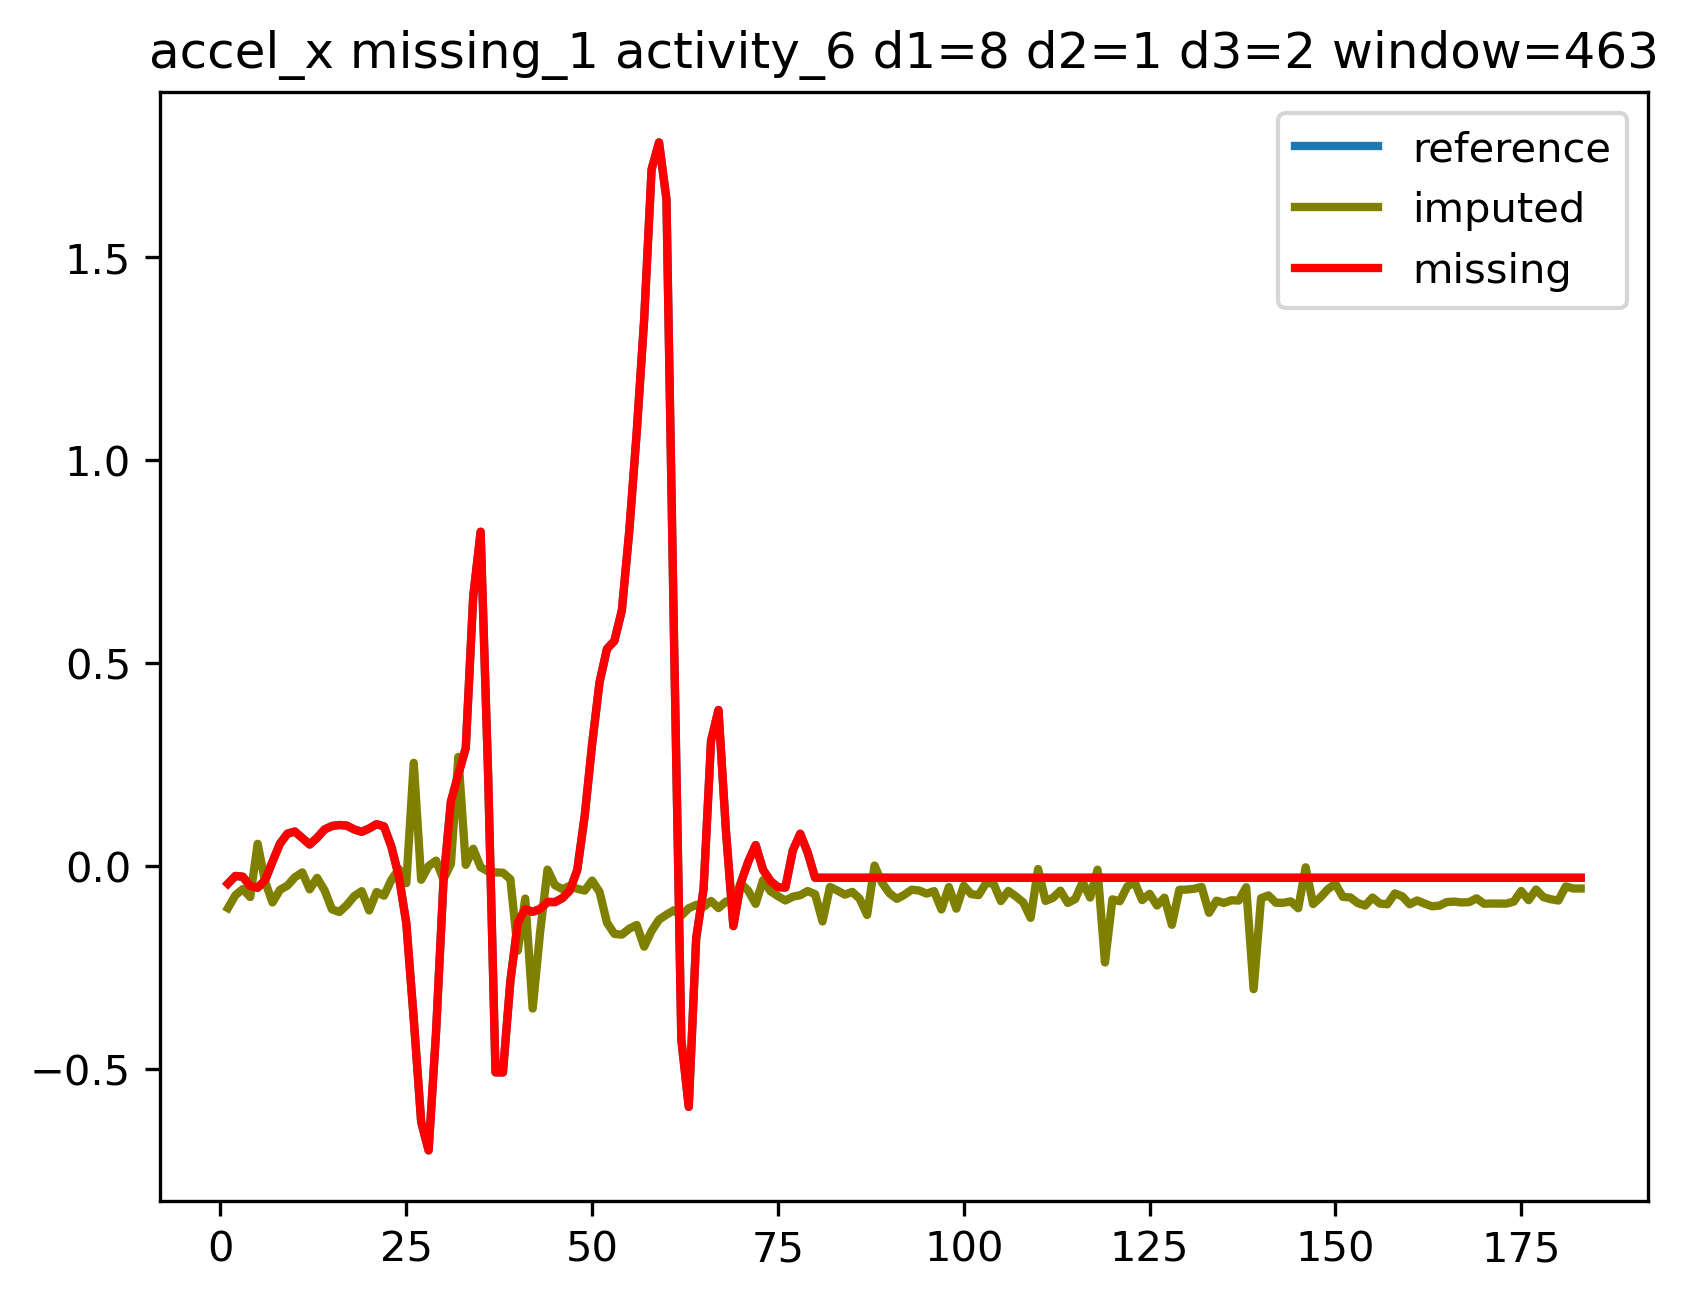 accel_x missing_1 activity_6 d1=8 d2=1 d3=2 window=463
reference
imputed
missing
1.5
1.0
0.5
0.0
−0.5
0 25 50 75 100 125 150 175